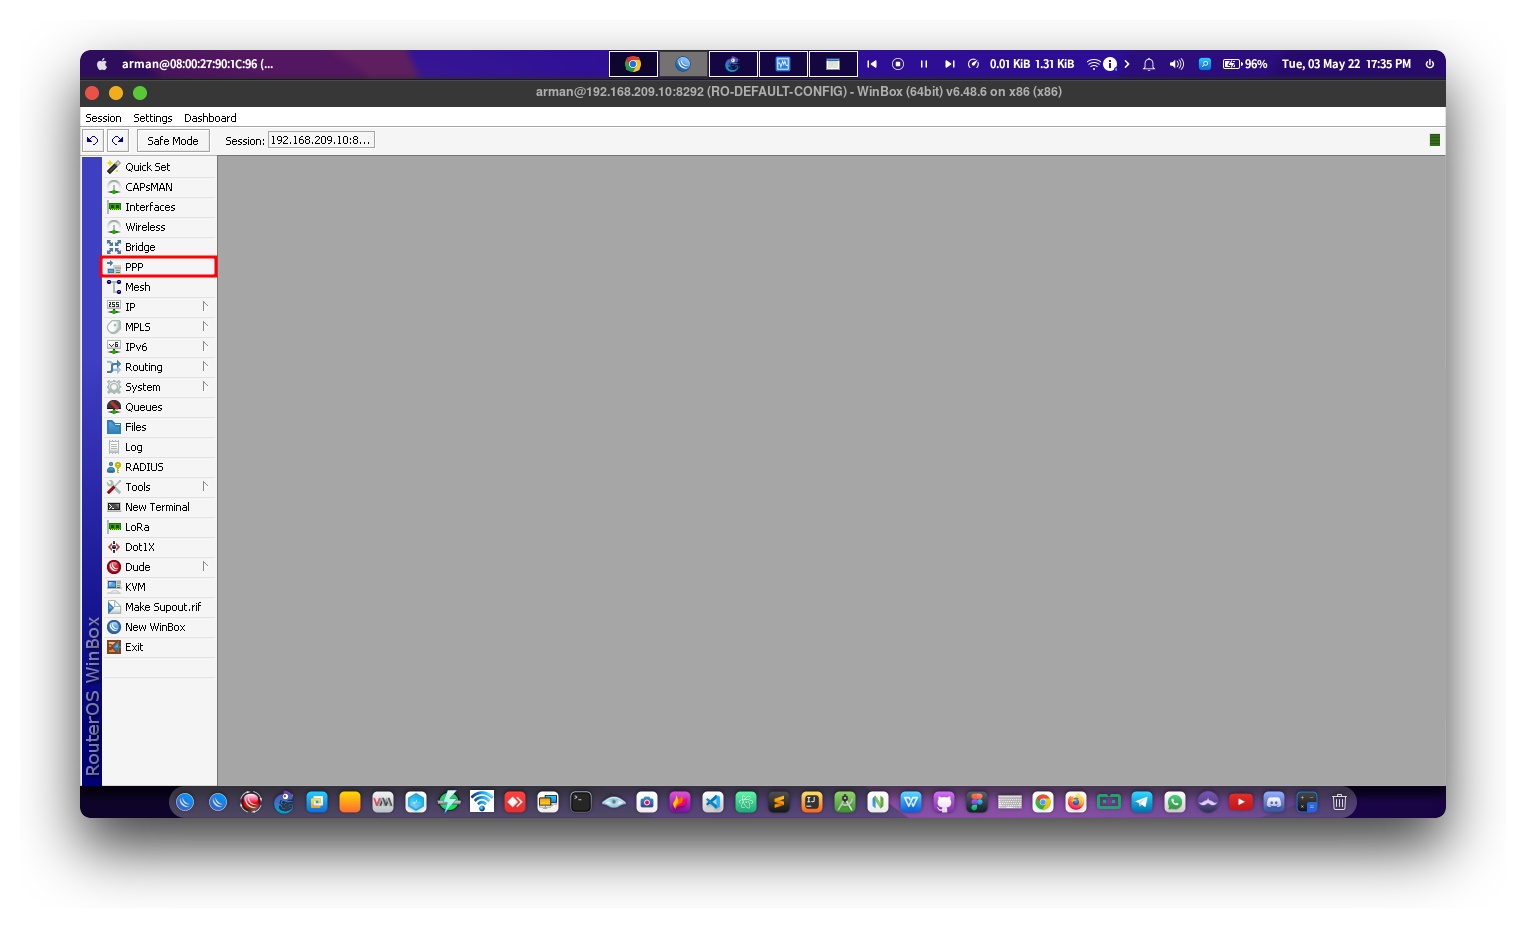 arman@08:00:27:90:1C:96 (...
0.01 KiB 1.31 KiB
96%
Tue, 03 May 22 17:35 PM
arman@192.168.209.10:8292 (RO-DEFAULT-CONFIG) - WinBox (64bit) v6.48.6 on x86 (x86)
Session Settings Dashboard
Safe Mode Session: 192.168.209.10:8...
Quick Set
CAPsMAN
Interfaces
Wireless
Bridge
PPP
Mesh
255 IP
MPLS
v6 IPv6
Routing
System
Queues
Files
Log
RADIUS
Tools
New Terminal
LoRa
Dot1X
Dude
KVM
Make Supout.rif
New WinBox
Exit
RouterOS WinBox